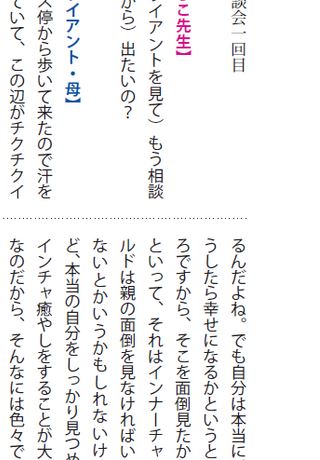 談会一回目
こ先生】
イアントを見て）もう相談
から）出たいの？
イアント・母】
ス停から歩いて来たので汗を
ていて、この辺がチクチクイ
るんだよね。でも自分は本当に
うしたら幸せになるかというと
ろですから、そこを面倒見たか
といって、それはインナーチャ
ルドは親の面倒を見なければい
ないとかいうかもしれないけ
ど、本当の自分をしっかり見つめ
インチャ癒やしをすることが大
なのだから、そんなには色々で